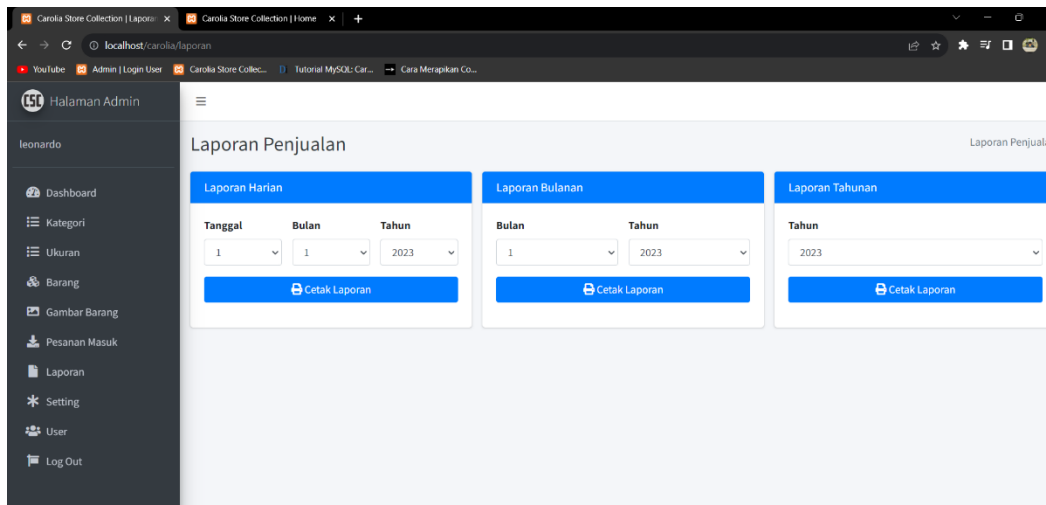 Carolia Store Collection | Laporan
Carolia Store Collection | Home
localhost/carolia/laporan
YouTube Admin | Login User Carolia Store Collec... Tutorial MySQL: Car... Cara Merapikan Co...
CSC Halaman Admin
leonardo
Laporan Penjualan
Laporan Penjual
Dashboard
Kategori
Ukuran
Barang
Gambar Barang
Pesanan Masuk
Laporan
Setting
User
Log Out
Laporan Harian
Tanggal Bulan Tahun
1 1 2023
Cetak Laporan
Laporan Bulanan
Bulan Tahun
1 2023
Cetak Laporan
Laporan Tahunan
Tahun
2023
Cetak Laporan